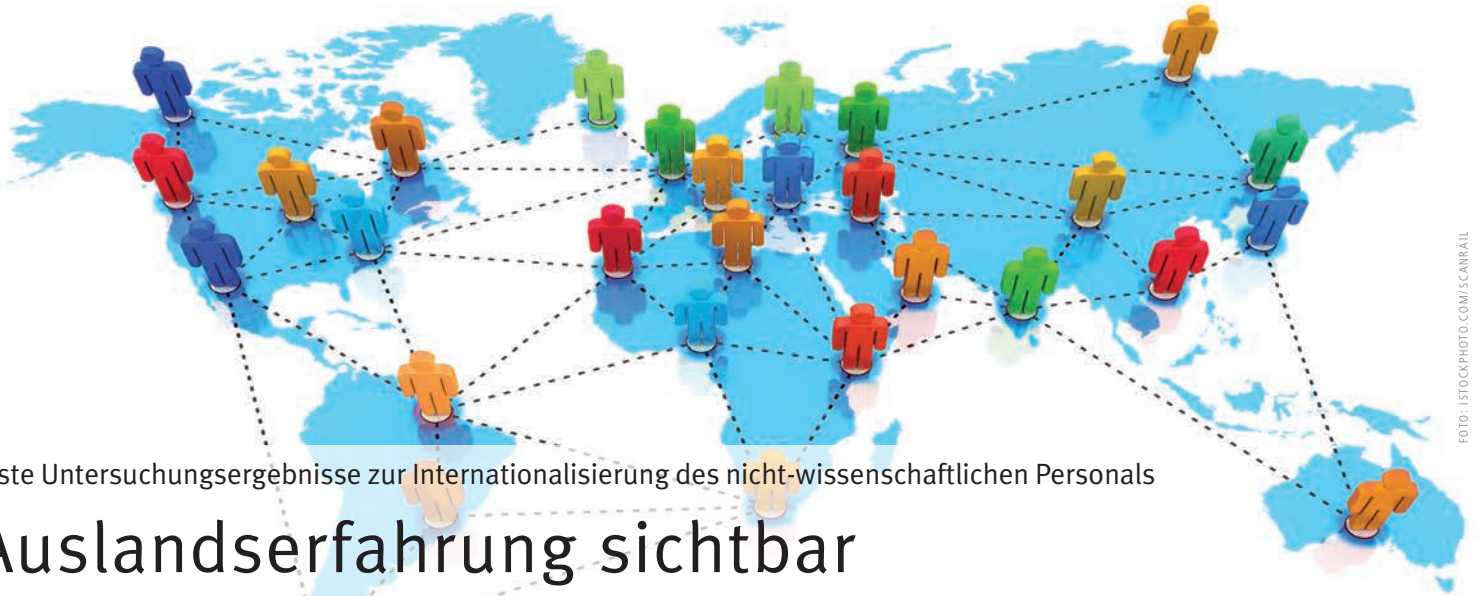 ste Untersuchungsergebnisse zur Internationalisierung des nicht-wissenschaftlichen Personals
Auslandserfahrung sichtbar
FOTO: ISTOCKPHOTO.COM/SCANRAIL